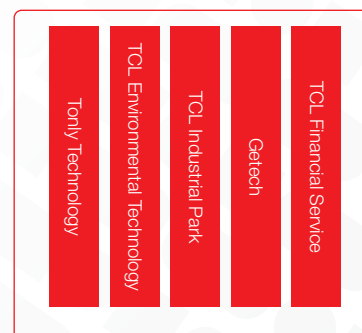 Tonly Technology
TCL Environmental Technology
TCL Industrial Park
Getech
TCL Financial Service